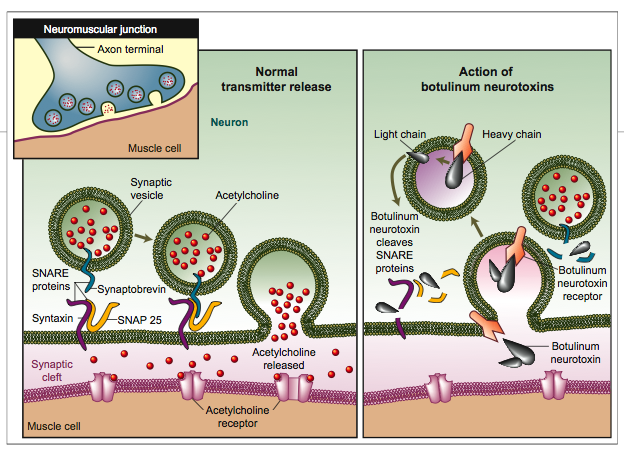 Neuromuscular junction
Axon terminal
Muscle cell
Normal
transmitter release
Neuron
Synaptic
vesicle
Acetylcholine
SNARE
proteins
Synaptobrevin
Syntaxin
SNAP 25
Synaptic
cleft
Acetylcholine
released
Acetylcholine
receptor
Muscle cell
Action of
botulinum neurotoxins
Light chain
Heavy chain
Botulinum
neurotoxin
cleaves
SNARE
proteins
Botulinum
neurotoxin
receptor
Botulinum
neurotoxin